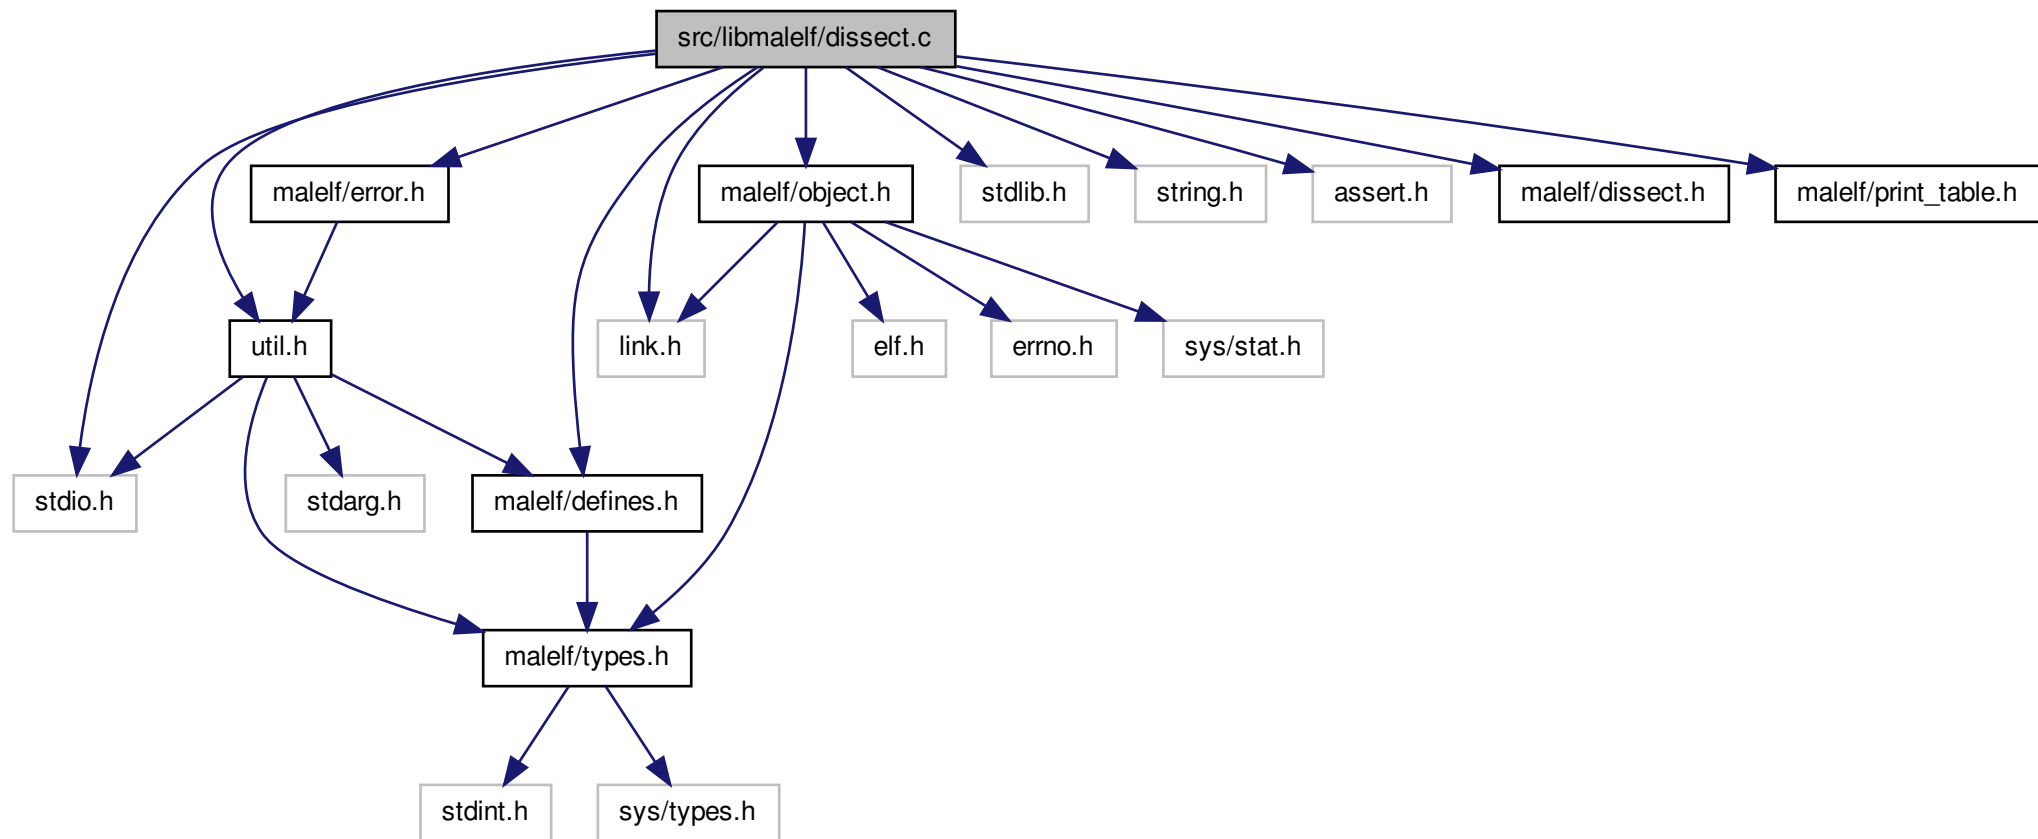 src/libmalelf/dissect.c
malelf/error.h
malelf/object.h
stdlib.h
string.h
assert.h
malelf/dissect.h
malelf/print_table.h
util.h
link.h
elf.h
errno.h
sys/stat.h
stdio.h
stdarg.h
malelf/defines.h
malelf/types.h
stdint.h
sys/types.h